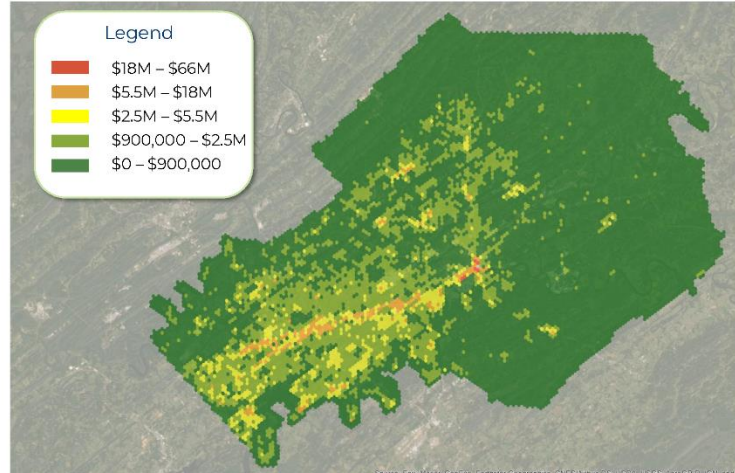 Legend
$18M – $66M
$5.5M – $18M
$2.5M – $5.5M
$900,000 – $2.5M
$0 – $900,000